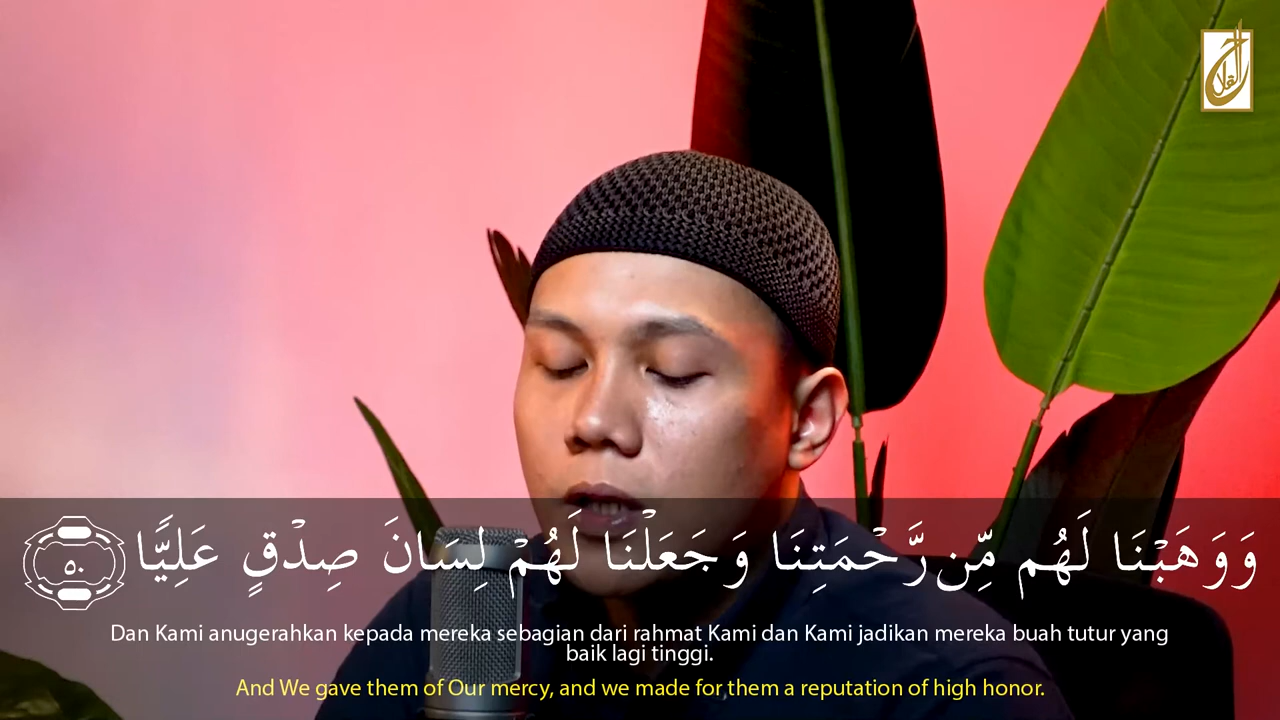 القلاح
وَوَهَبْنَا لَهُم مِّن رَّحْمَتِنَا وَجَعَلْنَا لَهُمْ لِسَانَ صِدْقٍ عَلِيًّا ٥٠
Dan Kami anugerahkan kepada mereka sebagian dari rahmat Kami dan Kami jadikan mereka buah tutur yang
baik lagi tinggi.
And We gave them of Our mercy, and we made for them a reputation of high honor.